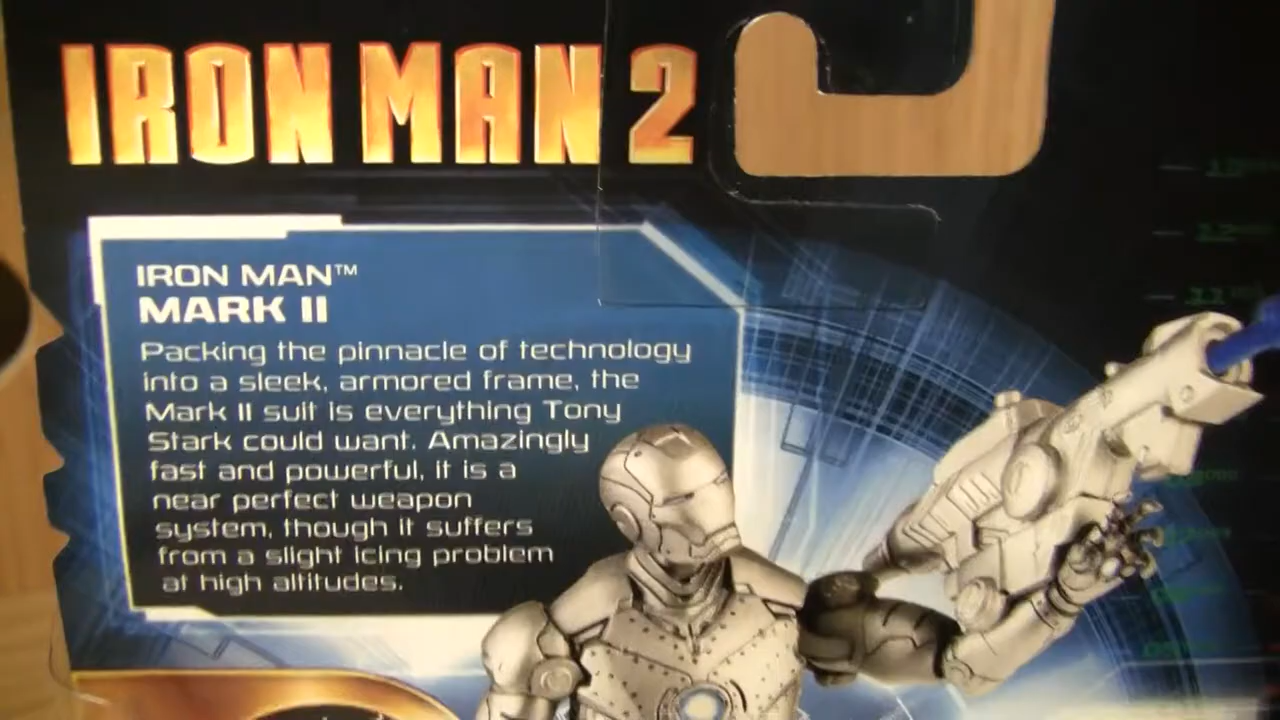 IRON MAN 2
IRON MAN™
MARK II
Packing the pinnacle of technology
into a sleek, armored frame, the
Mark II suit is everything Tony
Stark could want. Amazingly
fast and powerful, it is a
near perfect weapon
system, though it suffers
from a slight icing problem
at high altitudes.